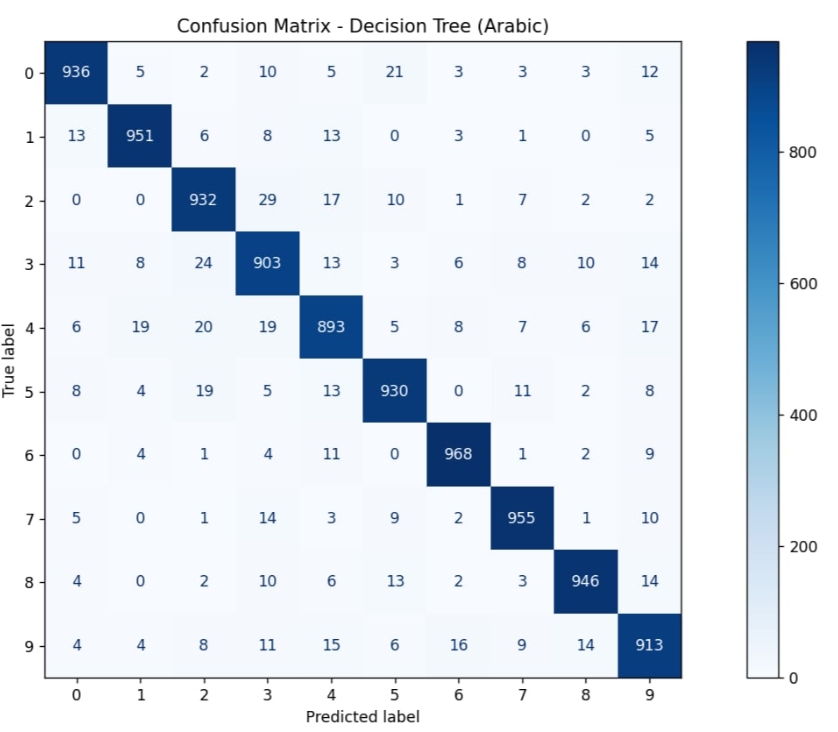 Confusion Matrix - Decision Tree (Arabic)
0 936 5 2 10 5 21 3 3 3 12
1 13 951 6 8 13 0 3 1 0 5
2 0 0 932 29 17 10 1 7 2 2
3 11 8 24 903 13 3 6 8 10 14
4 6 19 20 19 893 5 8 7 6 17
5 8 4 19 5 13 930 0 11 2 8
6 0 4 1 4 11 0 968 1 2 9
7 5 0 1 14 3 9 2 955 1 10
8 4 0 2 10 6 13 2 3 946 14
9 4 4 8 11 15 6 16 9 14 913
0 1 2 3 4 5 6 7 8 9
Predicted label
True label
800
600
400
200
0